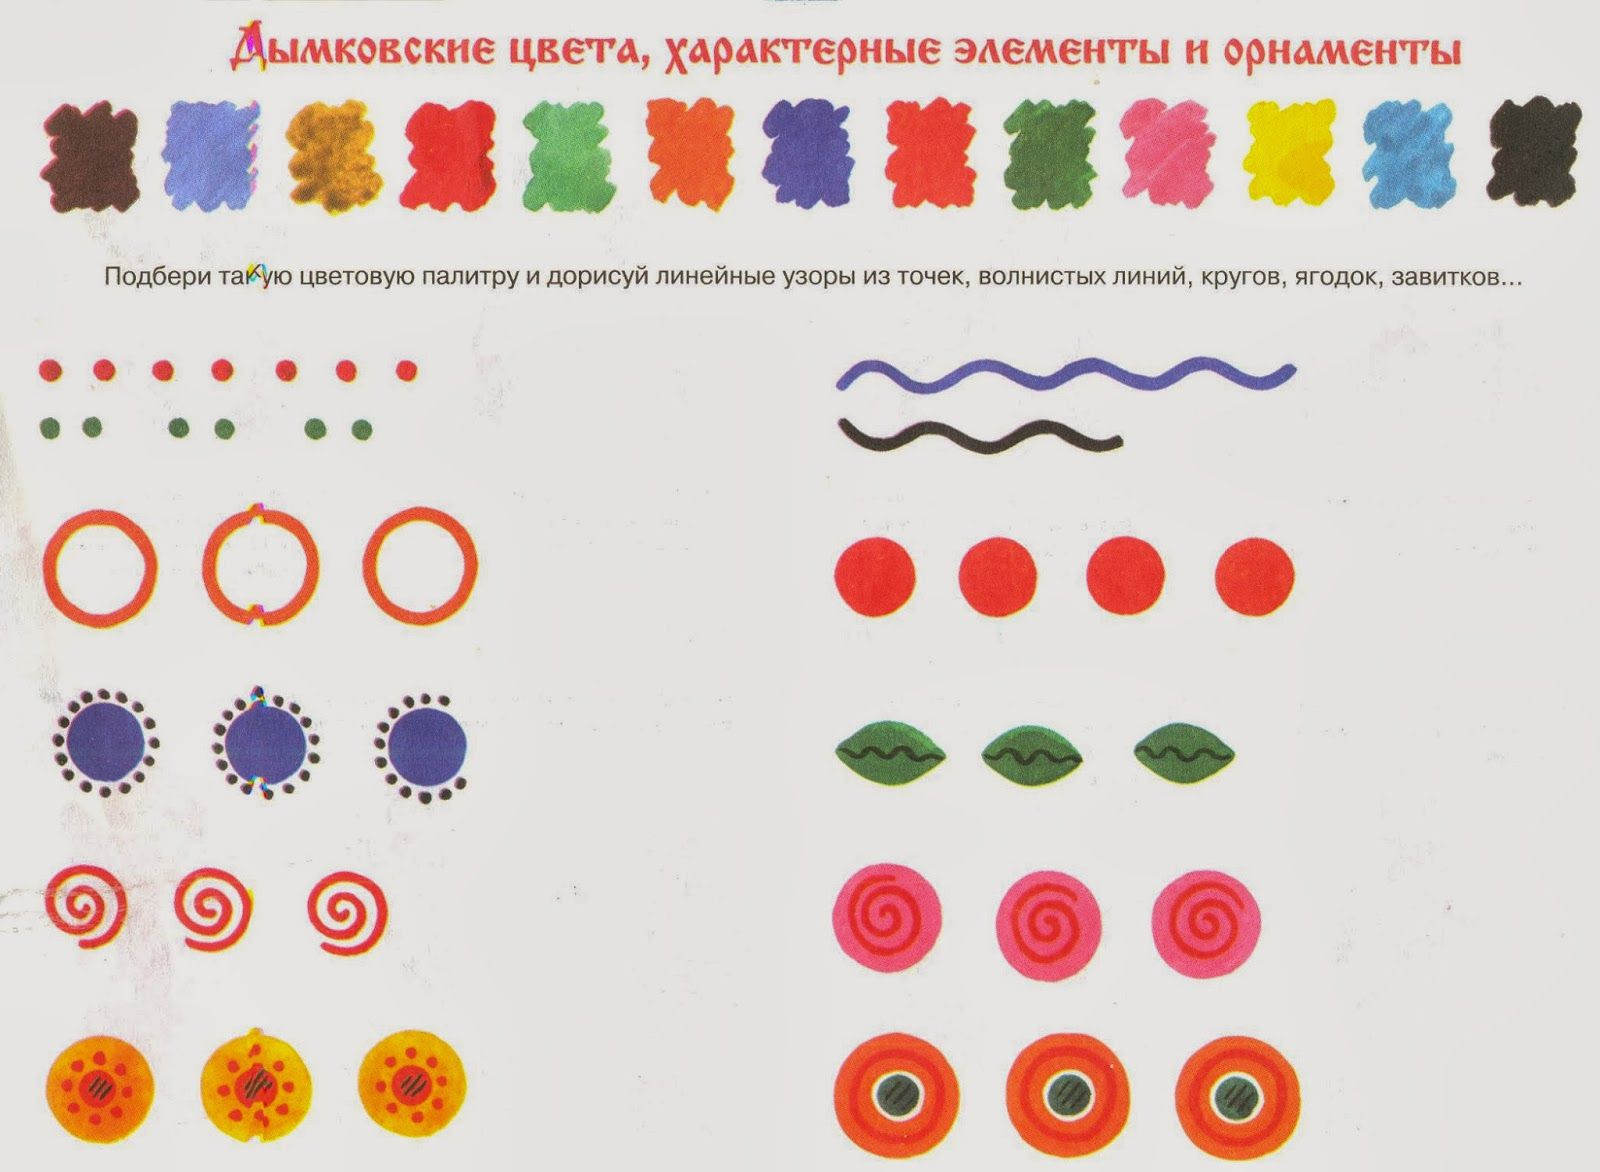 Дымковские цвета, характерные элементы и орнаменты
Подбери такую цветовую палитру и дорисуй линейные узоры из точек, волнистых линий, кругов, ягодок, завитков...